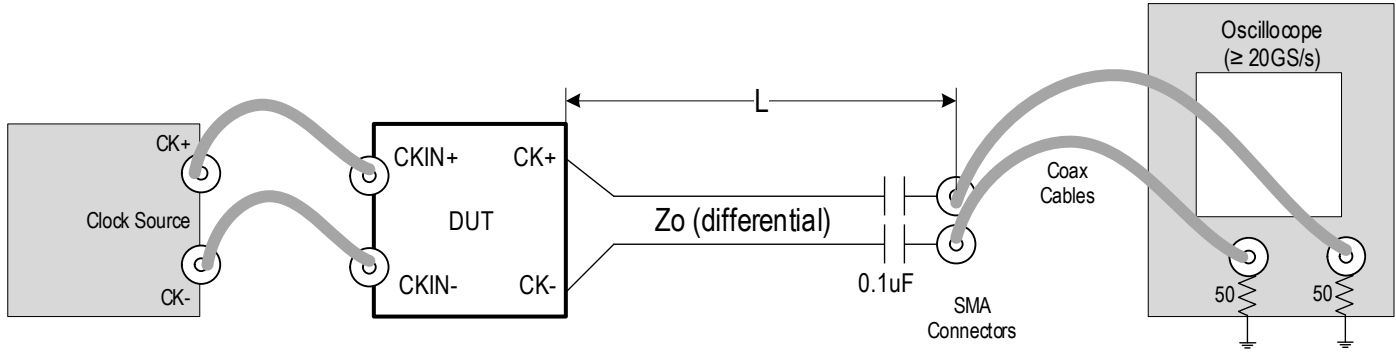 Oscilloocope
(≥ 20GS/s)
L
CK+
CKIN+
CK+
Clock Source
DUT
Zo (differential)
Coax
Cables
CK-
CKIN-
CK-
0.1uF
SMA
Connectors
50
50